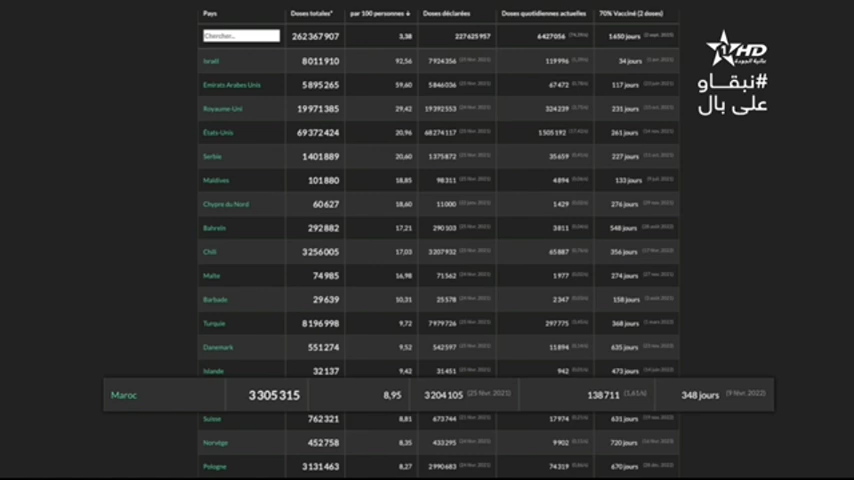 Pays Doses totales* par 100 personnes ↓ Doses déclarées Doses quotidiennes actuelles 70% Vacciné (2 doses)
Chercher... 262 367 907 3,38 227 625 957 6 427 056 1 650 jours
Israël 8 011 910 92,56 7 924 356 119 996 34 jours
Emirats Arabes Unis 5 895 265 59,60 5 846 036 67 472 117 jours
Royaume-Uni 19 971 385 29,42 19 392 553 324 239 231 jours
États-Unis 69 372 424 20,96 68 274 117 1 505 192 261 jours
Serbie 1 401 889 20,60 1 375 872 35 659 227 jours
Maldives 101 880 18,85 98 311 4 894 133 jours
Chypre du Nord 60 627 18,60 11 000 1 429 276 jours
Bahreïn 292 882 17,21 290 103 3 811 548 jours
Chili 3 256 005 17,03 3 207 932 65 887 356 jours
Malte 74 985 16,98 71 562 1 977 274 jours
Barbade 29 639 10,31 25 578 2 347 158 jours
Turquie 8 196 998 9,72 7 979 726 297 775 368 jours
Danemark 551 274 9,52 542 597 11 894 635 jours
Islande 32 137 9,42 31 451 942 473 jours
Maroc 3 305 315 8,95 3 204 105 (25 févr. 2021) 138 711 (1,61%) 348 jours (9 févr. 2022)
Suisse 762 321 8,81 673 744 17 974 631 jours
Norvège 452 758 8,35 433 295 9 902 720 jours
Pologne 3 131 463 8,27 2 990 683 74 319 670 jours
1 HD
عالية الجودة
#نبقاو
على بال